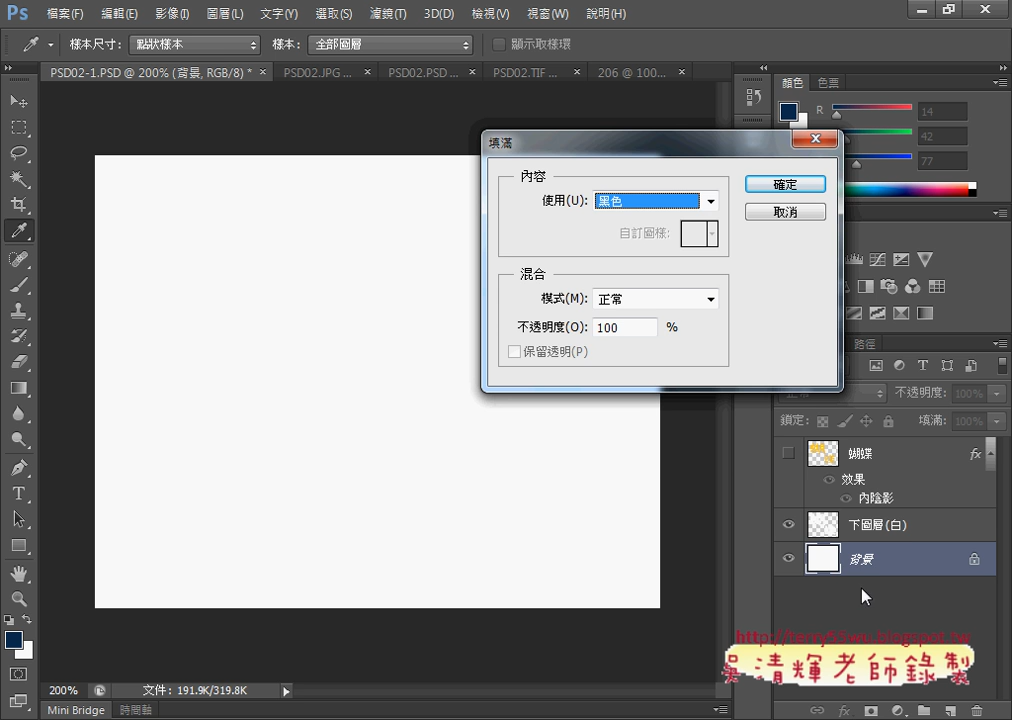 Ps 檔案(F) 編輯(E) 影像(I) 圖層(L) 文字(Y) 選取(S) 濾鏡(T) 3D(D) 檢視(V) 視窗(W) 說明(H)
樣本尺寸: 點狀樣本 樣本: 全部圖層 顯示取樣環
PSD02-1.PSD @ 200% (背景, RGB/8) * × PSD02.JPG ... × PSD02.PSD ... × PSD02.TIF ... × 206 @ 100... ×
顏色 色票
R 14
42
77
填滿
內容
使用(U): 黑色
自訂圖樣:
確定
取消
混合
模式(M): 正常
不透明度(O): 100 %
保留透明(P)
路徑
正常 不透明度: 100%
鎖定: 填滿: 100%
蝴蝶 fx
效果
內陰影
下圖層(白)
背景
http://terry55wu.blogspot.tw
吳清輝老師錄製
200% 文件: 191.9K/319.8K
Mini Bridge 時間軸
fx